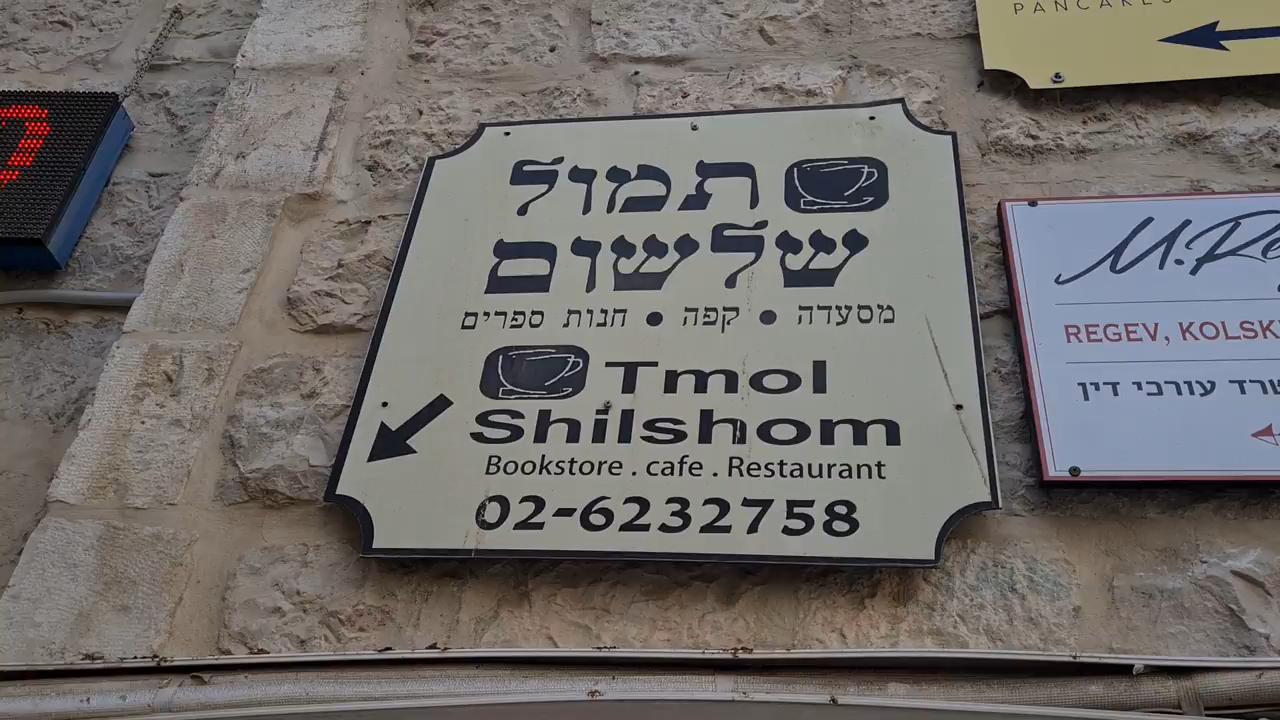 PANCAKES
תמול
שלשום
מסעדה • קפה • חנות ספרים
Tmol
Shilshom
Bookstore . cafe . Restaurant
02-6232758
REGEV, KOLSK
עורכי דין